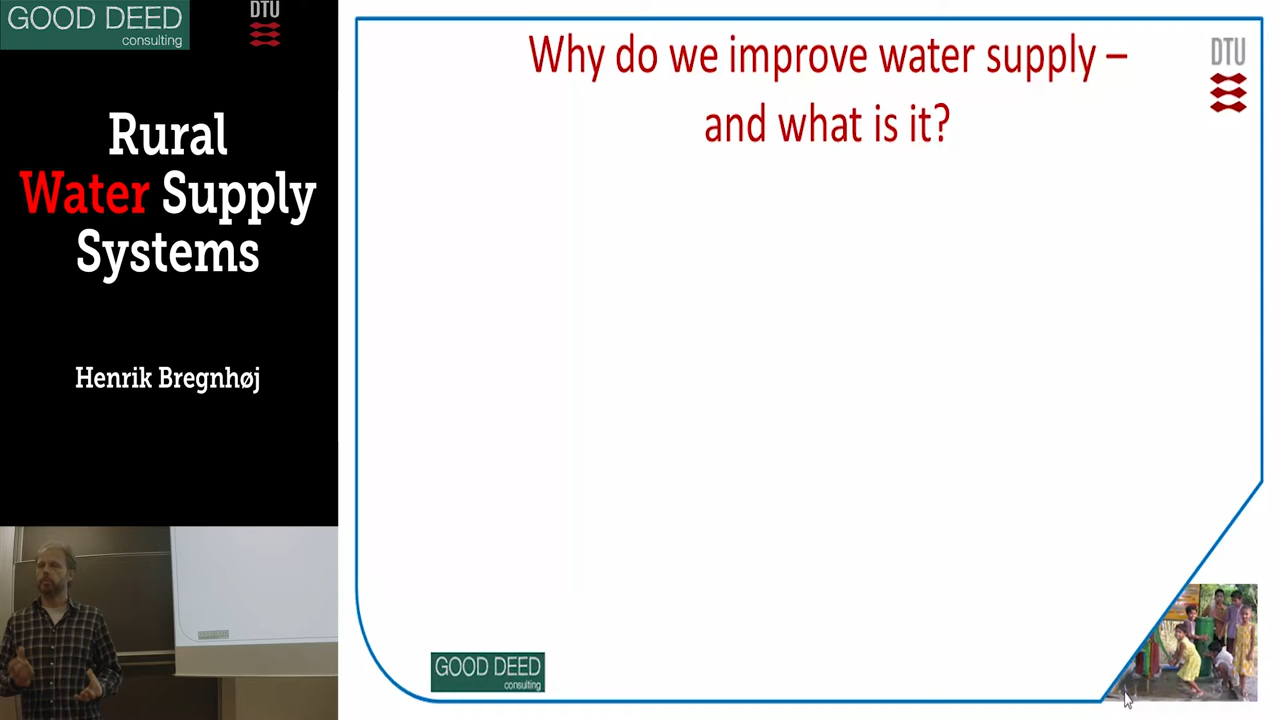 GOOD DEED
consulting
DTU
Rural
Water Supply
Systems
Henrik Bregnhøj
Why do we improve water supply –
and what is it?
DTU
GOOD DEED
consulting